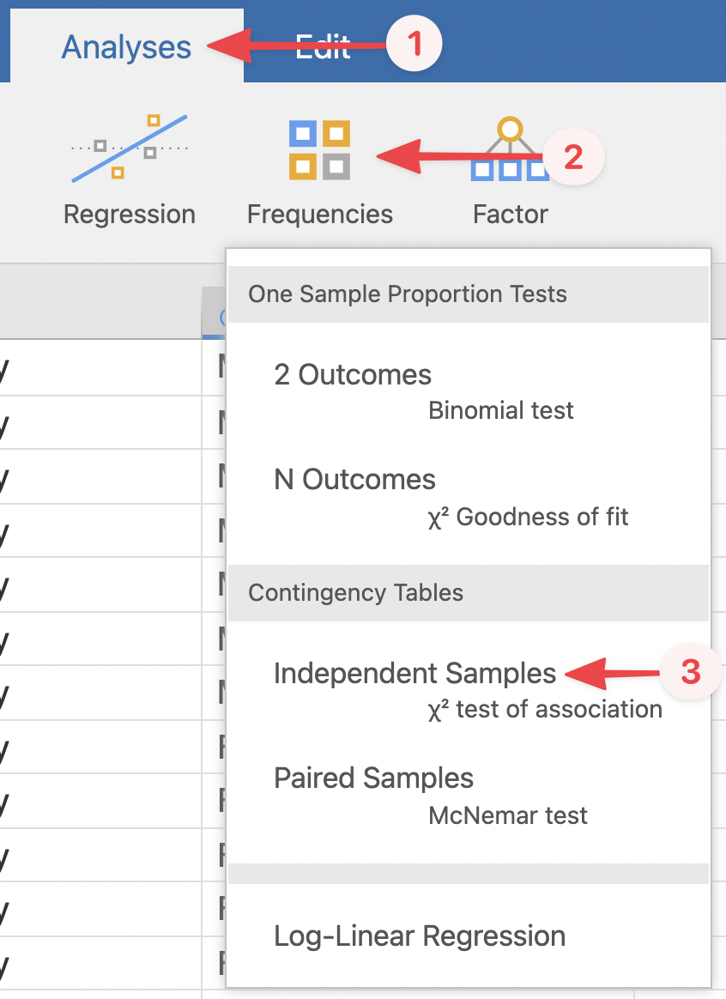 Analyses
Edit
1
2
Regression
Frequencies
Factor
One Sample Proportion Tests
2 Outcomes
Binomial test
N Outcomes
χ² Goodness of fit
Contingency Tables
Independent Samples
3
χ² test of association
Paired Samples
McNemar test
Log-Linear Regression